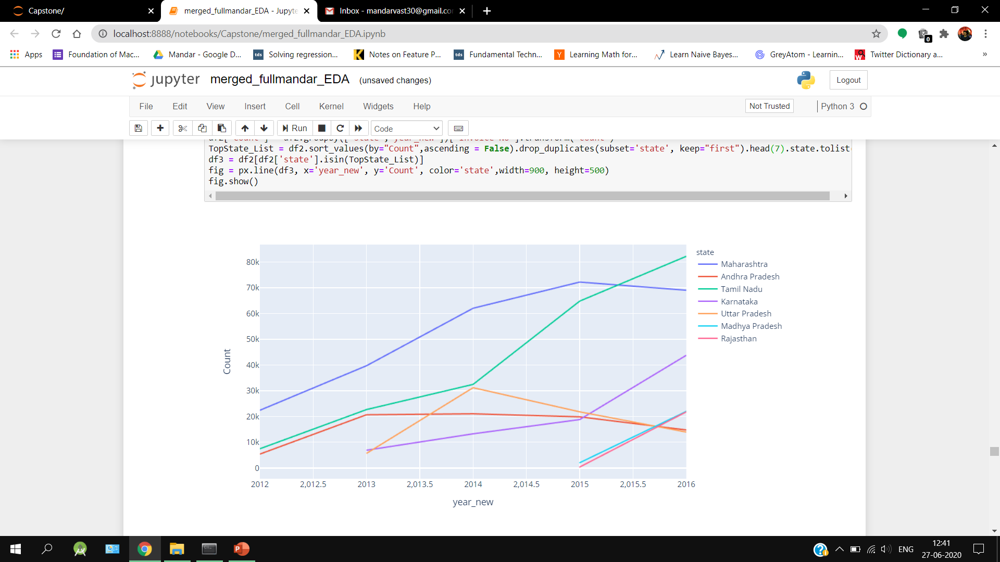 Capstone/
merged_fullmandar_EDA - Jupyte
Inbox - mandarvast30@gmail.co
localhost:8888/notebooks/Capstone/merged_fullmandar_EDA.ipynb
0
Apps
Foundation of Mac...
Mandar - Google D...
tds Solving regression...
Notes on Feature P...
tds Fundamental Techn...
Y Learning Math for...
Learn Naive Bayes...
GreyAtom - Learnin...
Twitter Dictionary a...
»
jupyter merged_fullmandar_EDA (unsaved changes)
Logout
File Edit View Insert Cell Kernel Widgets Help
Not Trusted
Python 3
Run
Code
TopState_List = df2.sort_values(by="Count",ascending = False).drop_duplicates(subset='state', keep="first").head(7).state.tolist(
df3 = df2[df2['state'].isin(TopState_List)]
fig = px.line(df3, x='year_new', y='Count', color='state',width=900, height=500)
fig.show()
80k
70k
60k
50k
40k
30k
20k
10k
0
Count
2012 2,012.5 2013 2,013.5 2014 2,014.5 2015 2,015.5 2016
year_new
state
Maharashtra
Andhra Pradesh
Tamil Nadu
Karnataka
Uttar Pradesh
Madhya Pradesh
Rajasthan
ENG
12:41
27-06-2020